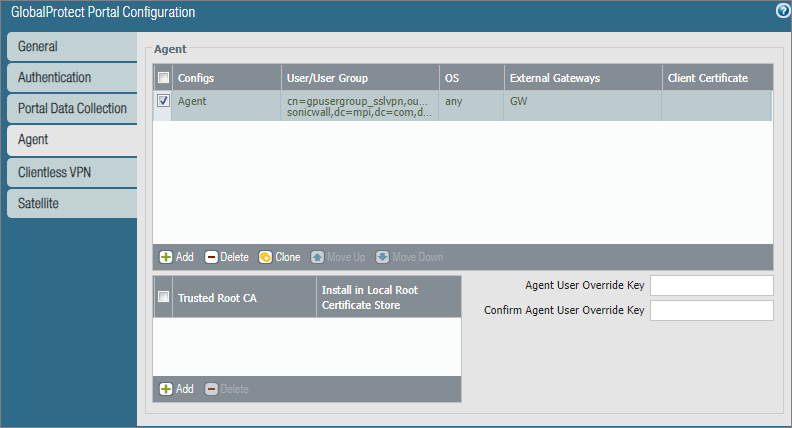 GlobalProtect Portal Configuration
General
Authentication
Portal Data Collection
Agent
Clientless VPN
Satellite
Agent
Configs User/User Group OS External Gateways Client Certificate
Agent cn=gpusergroup_sslvpn,ou... any GW
sonicwall,dc=mpi,dc=com,d...
Add Delete Clone Move Up Move Down
Trusted Root CA Install in Local Root
Certificate Store
Agent User Override Key
Confirm Agent User Override Key
Add Delete